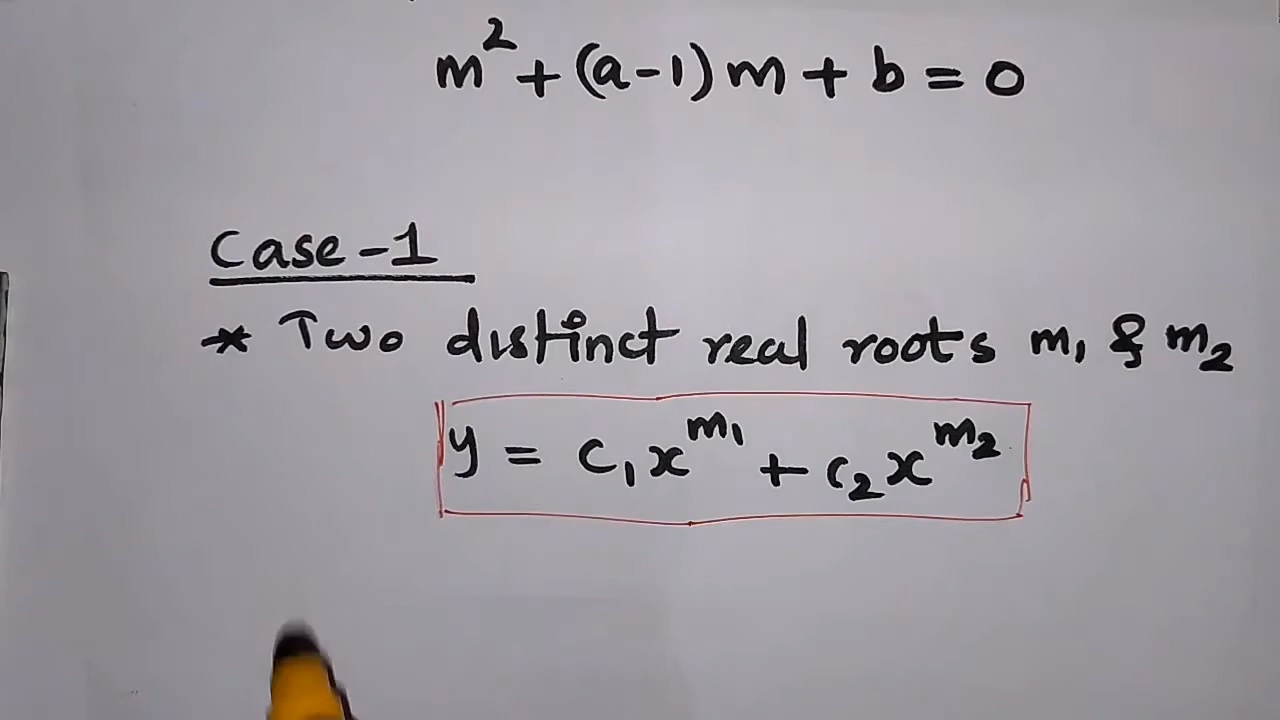 m² + (a-1)m + b = 0
Case-1
* Two distinct real roots m₁ & m₂
y = c₁x^m₁ + c₂x^m₂